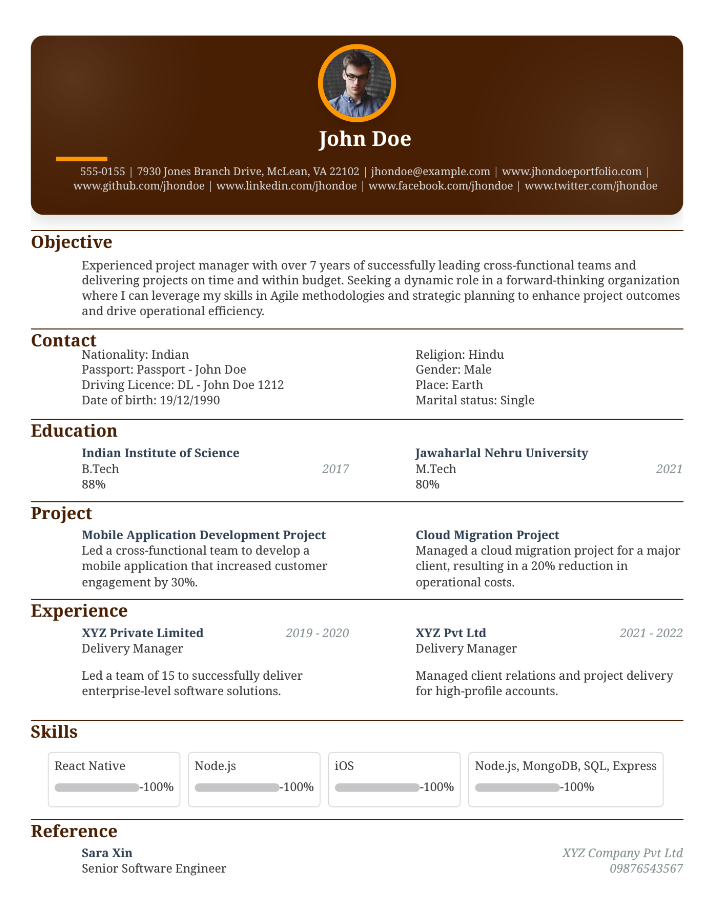 John Doe
555-0155 | 7930 Jones Branch Drive, McLean, VA 22102 | jhondoe@example.com | www.jhondoeportfolio.com |
www.github.com/jhondoe | www.linkedin.com/jhondoe | www.facebook.com/jhondoe | www.twitter.com/jhondoe
Objective
Experienced project manager with over 7 years of successfully leading cross-functional teams and
delivering projects on time and within budget. Seeking a dynamic role in a forward-thinking organization
where I can leverage my skills in Agile methodologies and strategic planning to enhance project outcomes
and drive operational efficiency.
Contact
Nationality: Indian
Passport: Passport - John Doe
Driving Licence: DL - John Doe 1212
Date of birth: 19/12/1990
Religion: Hindu
Gender: Male
Place: Earth
Marital status: Single
Education
Indian Institute of Science
B.Tech 2017
88%
Jawaharlal Nehru University
M.Tech 2021
80%
Project
Mobile Application Development Project
Led a cross-functional team to develop a
mobile application that increased customer
engagement by 30%.
Cloud Migration Project
Managed a cloud migration project for a major
client, resulting in a 20% reduction in
operational costs.
Experience
XYZ Private Limited 2019 - 2020
Delivery Manager
Led a team of 15 to successfully deliver
enterprise-level software solutions.
XYZ Pvt Ltd 2021 - 2022
Delivery Manager
Managed client relations and project delivery
for high-profile accounts.
Skills
React Native
-100%
Node.js
-100%
iOS
-100%
Node.js, MongoDB, SQL, Express
-100%
Reference
Sara Xin
Senior Software Engineer
XYZ Company Pvt Ltd
09876543567